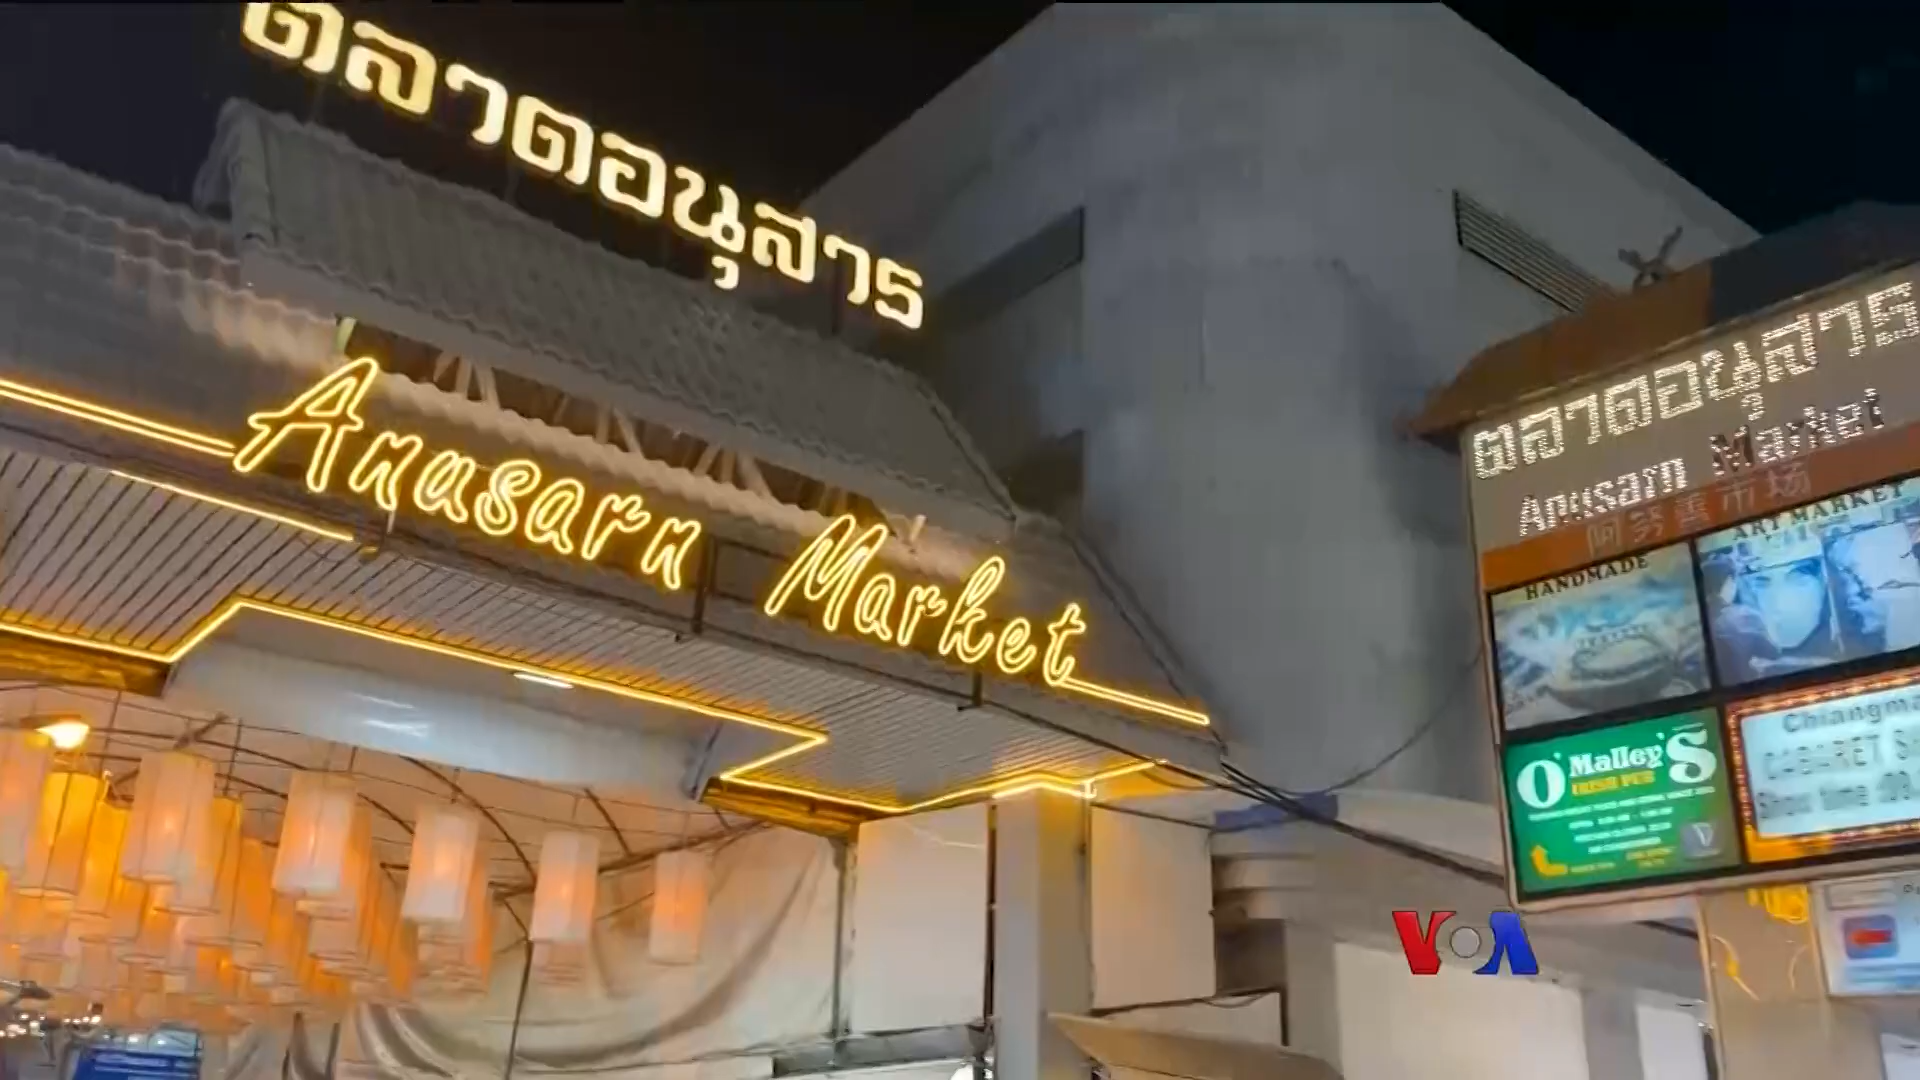 ตลาดอนุสาร
Anusarn Market
ตลาดอนุสาร
Anusarn Market
阿努善市场
HANDMADE
ART MARKET
O'Malley'S
IRISH PUB
Chiangma
CABARET S
Show time
VOA